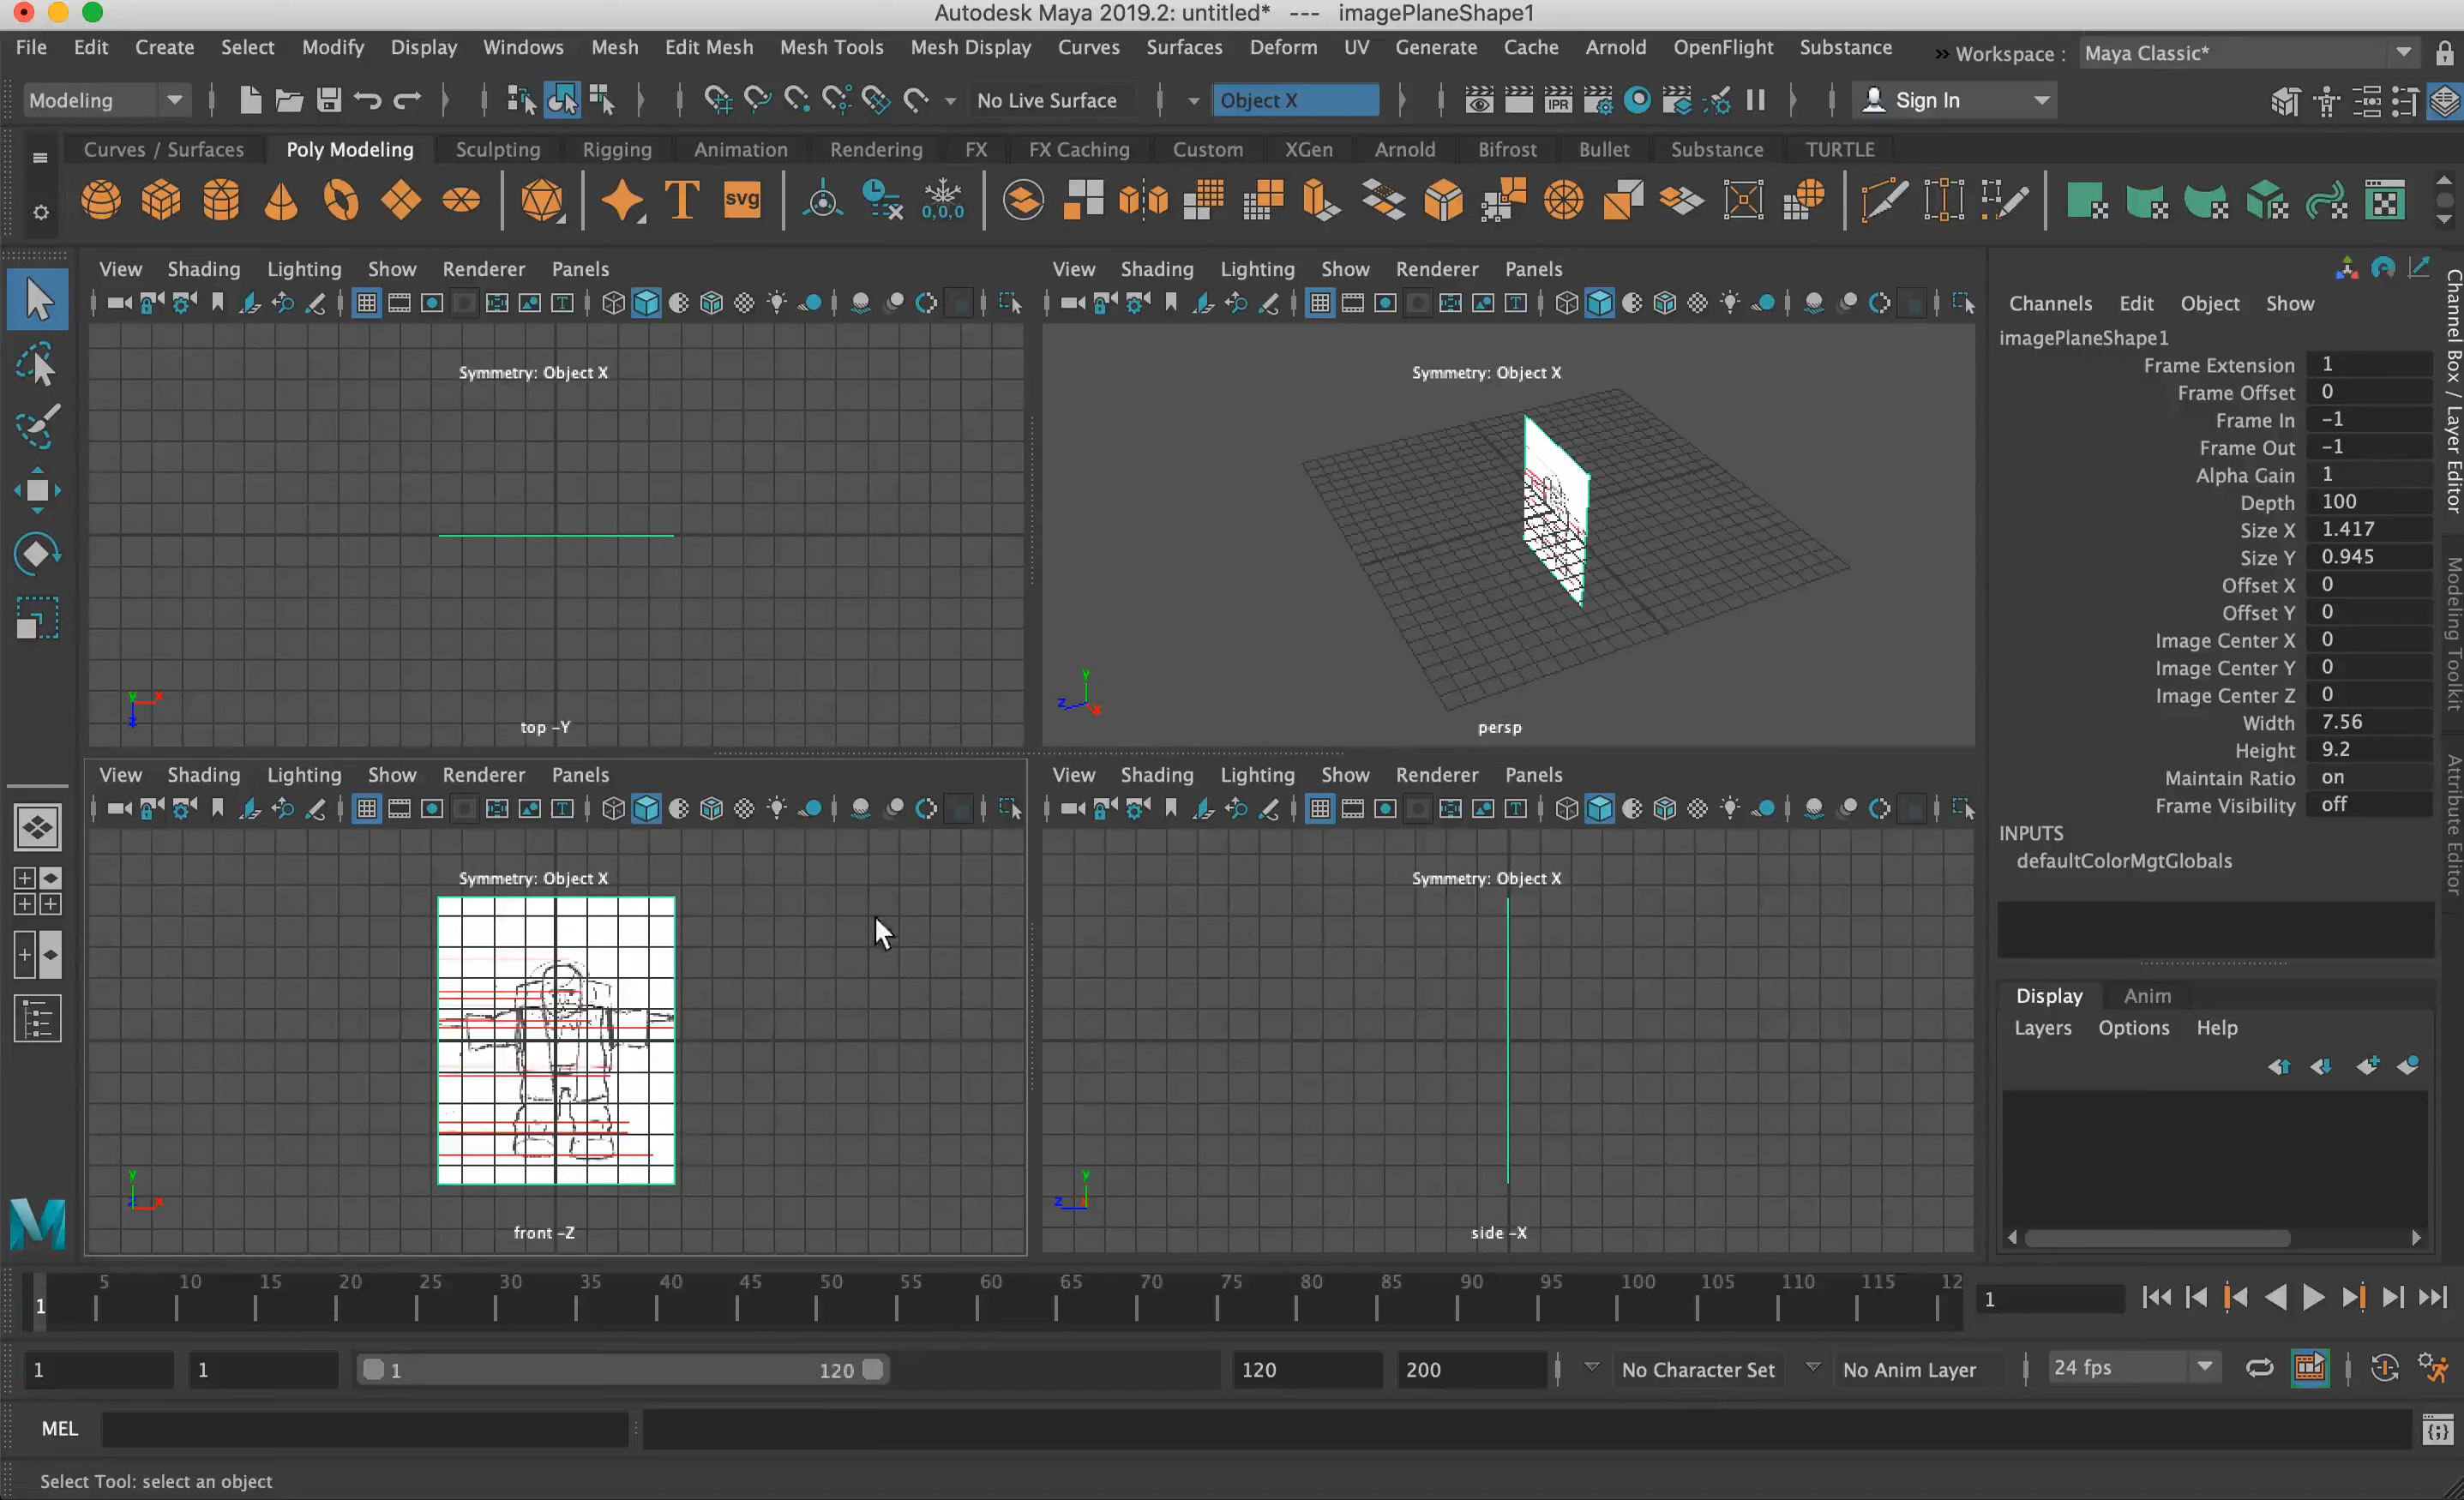 Autodesk Maya 2019.2: untitled* --- imagePlaneShape1
File Edit Create Select Modify Display Windows Mesh Edit Mesh Mesh Tools Mesh Display Curves Surfaces Deform UV Generate Cache Arnold OpenFlight Substance » Workspace : Maya Classic*
Modeling No Live Surface Object X IPR Sign In
Curves / Surfaces Poly Modeling Sculpting Rigging Animation Rendering FX FX Caching Custom XGen Arnold Bifrost Bullet Substance TURTLE
T svg 0,0,0
View Shading Lighting Show Renderer Panels
Symmetry: Object X
y x
z
top -Y
View Shading Lighting Show Renderer Panels
Symmetry: Object X
y
z x
persp
View Shading Lighting Show Renderer Panels
Symmetry: Object X
y
x
front -Z
View Shading Lighting Show Renderer Panels
Symmetry: Object X
y
z x
side -X
Channels Edit Object Show
imagePlaneShape1
Frame Extension 1
Frame Offset 0
Frame In -1
Frame Out -1
Alpha Gain 1
Depth 100
Size X 1.417
Size Y 0.945
Offset X 0
Offset Y 0
Image Center X 0
Image Center Y 0
Image Center Z 0
Width 7.56
Height 9.2
Maintain Ratio on
Frame Visibility off
INPUTS
defaultColorMgtGlobals
Display Anim
Layers Options Help
Channel Box / Layer Editor
Modeling Toolkit
Attribute Editor
M
1 5 10 15 20 25 30 35 40 45 50 55 60 65 70 75 80 85 90 95 100 105 110 115 12 1
1 1 1 120 120 200 No Character Set No Anim Layer 24 fps
MEL
Select Tool: select an object